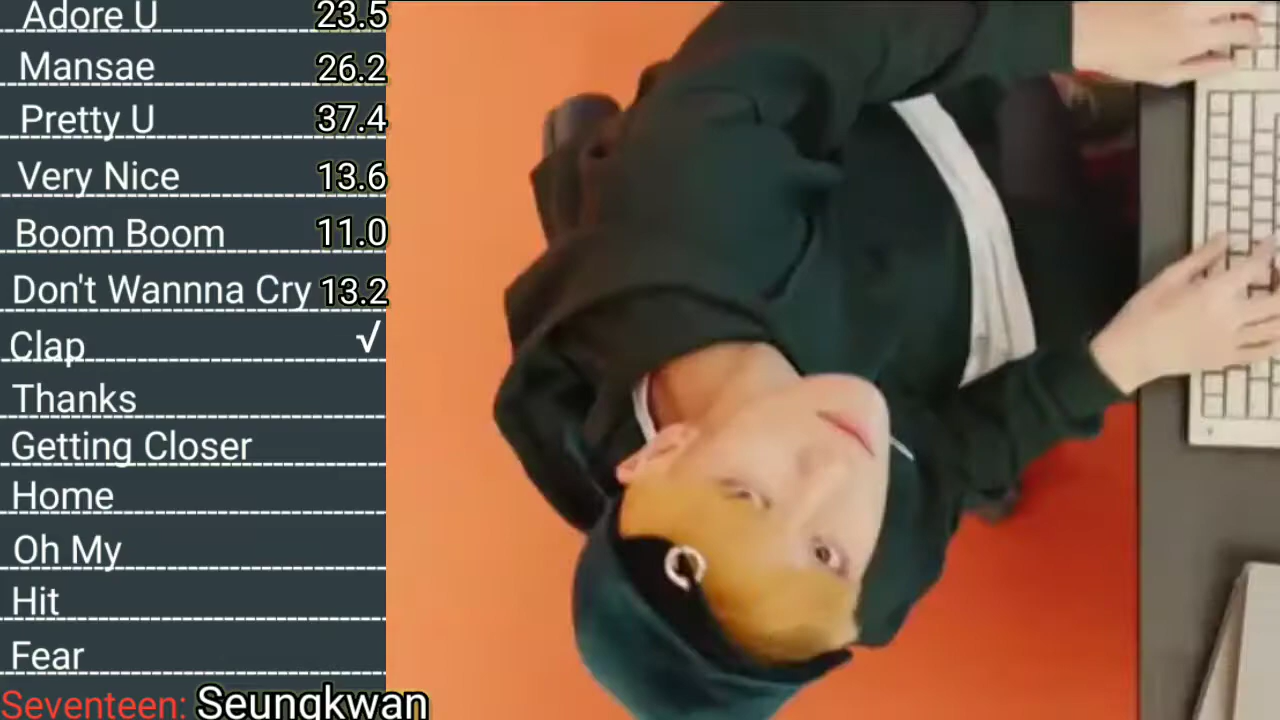 Adore U 23.5
Mansae 26.2
Pretty U 37.4
Very Nice 13.6
Boom Boom 11.0
Don't Wannna Cry 13.2
Clap √
Thanks
Getting Closer
Home
Oh My
Hit
Fear
Seventeen: Seungkwan